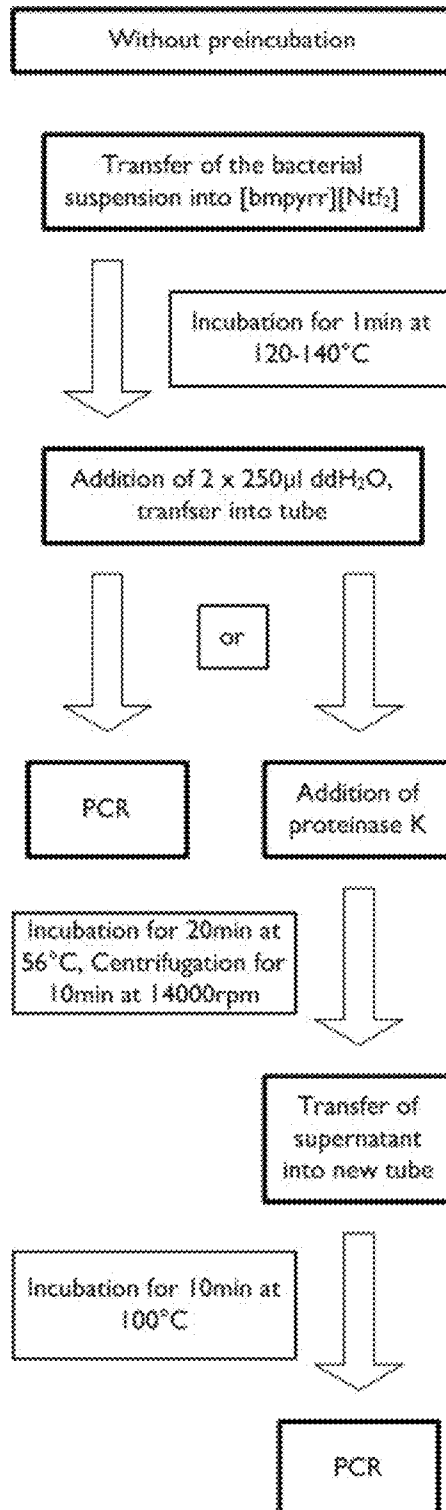 Without preincubation
Transfer of the bacterial
suspension into [bmpyrr][Ntf₂]
Incubation for 1min at
120-140°C
Addition of 2 x 250µl ddH₂O,
tranfser into tube
or
PCR
Addition of
proteinase K
Incubation for 20min at
56°C, Centrifugation for
10min at 14000rpm
Transfer of
supernatant
into new tube
Incubation for 10min at
100°C
PCR